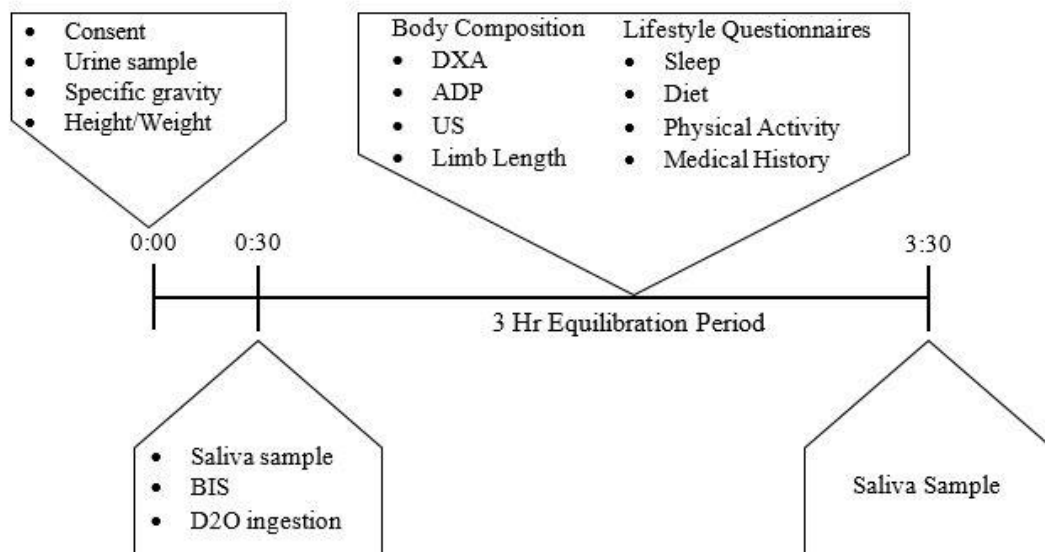 • Consent
• Urine sample
• Specific gravity
• Height/Weight
Body Composition
• DXA
• ADP
• US
• Limb Length
Lifestyle Questionnaires
• Sleep
• Diet
• Physical Activity
• Medical History
0:00
0:30
3:30
3 Hr Equilibration Period
• Saliva sample
• BIS
• D2O ingestion
Saliva Sample